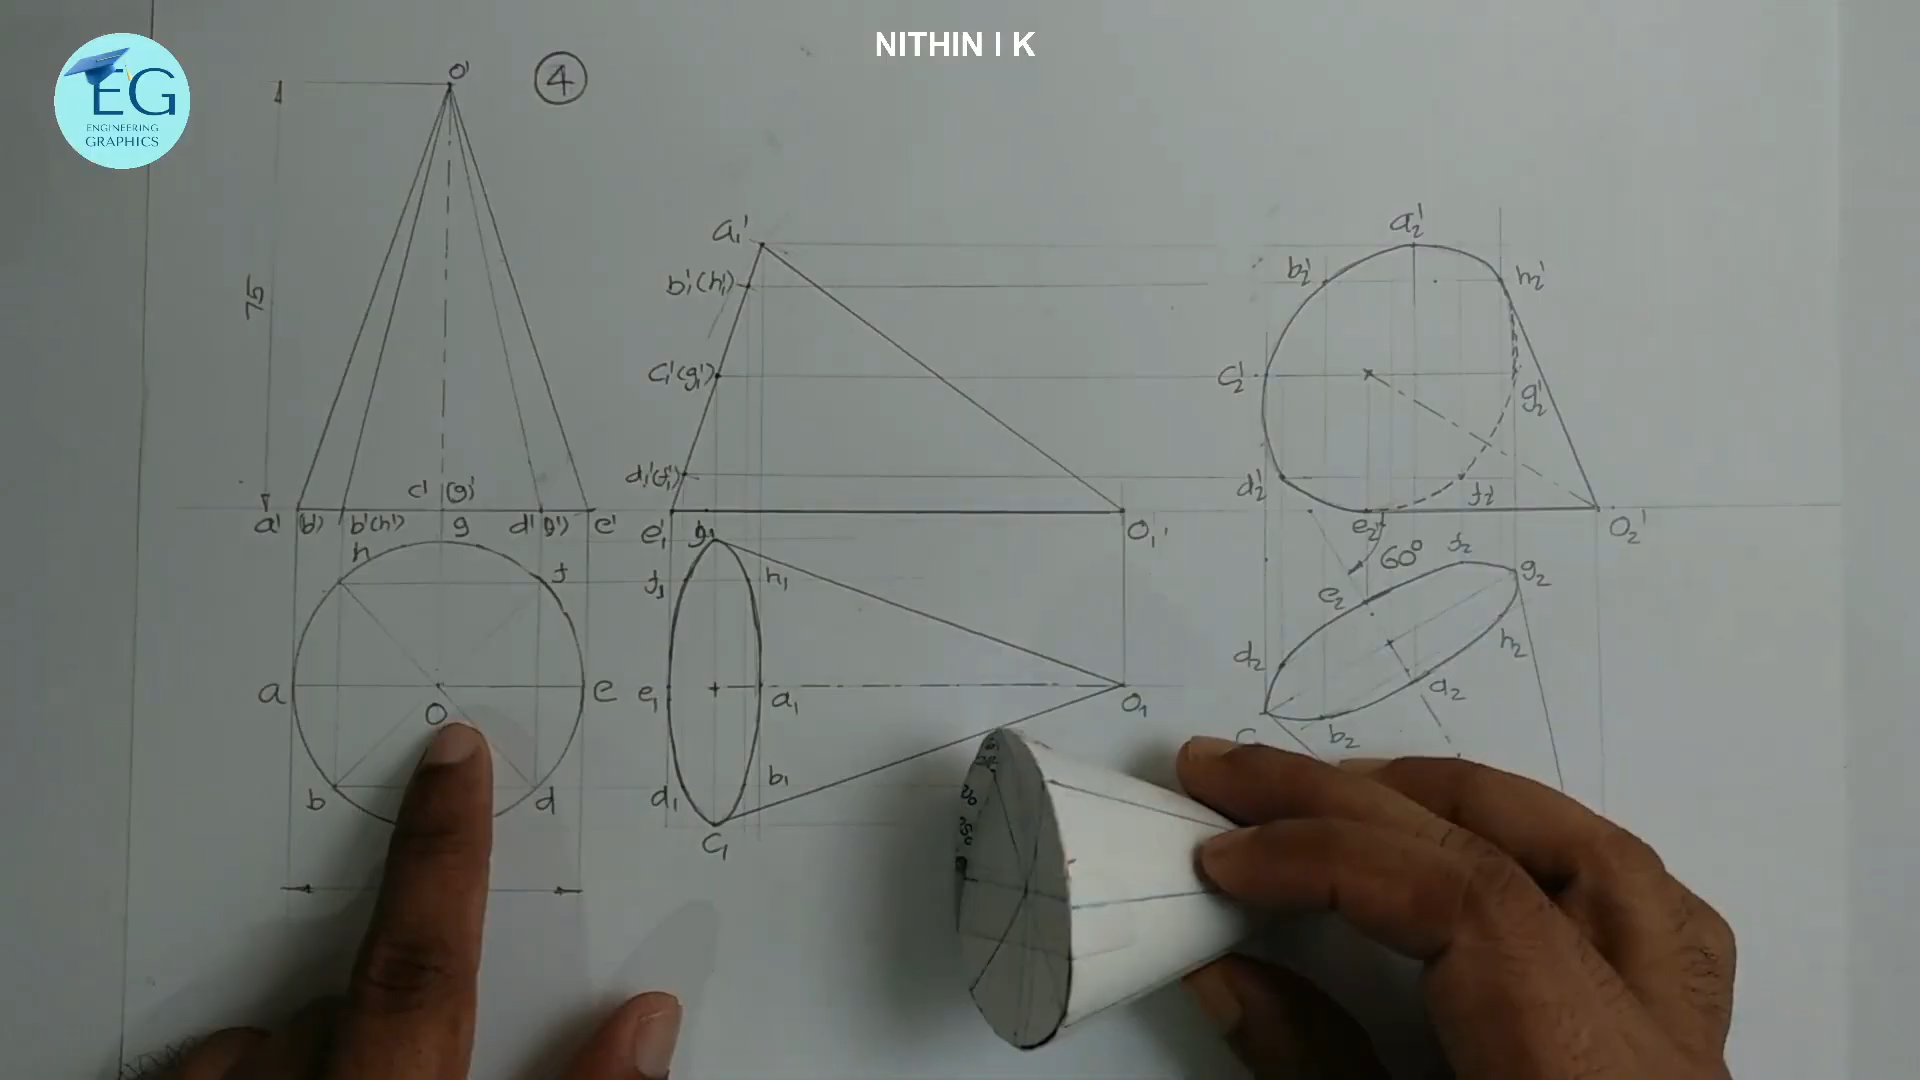 NITHIN I K
EG
ENGINEERING
GRAPHICS
O'
4
75
a' (b') b'(h') c' (g') d' (f') e'
g
h
f
a
e
O
b
d
a₁'
b₁'(h₁')
c₁'(g₁')
d₁'(f₁')
e₁'
O₁'
g₁
f₁
h₁
e₁
a₁
O₁
d₁
b₁
c₁
a₂'
b₂'
h₂'
c₂'
g₂'
d₂'
f₂'
e₂'
O₂'
60°
f₂
g₂
e₂
d₂
h₂
a₂
b₂
C